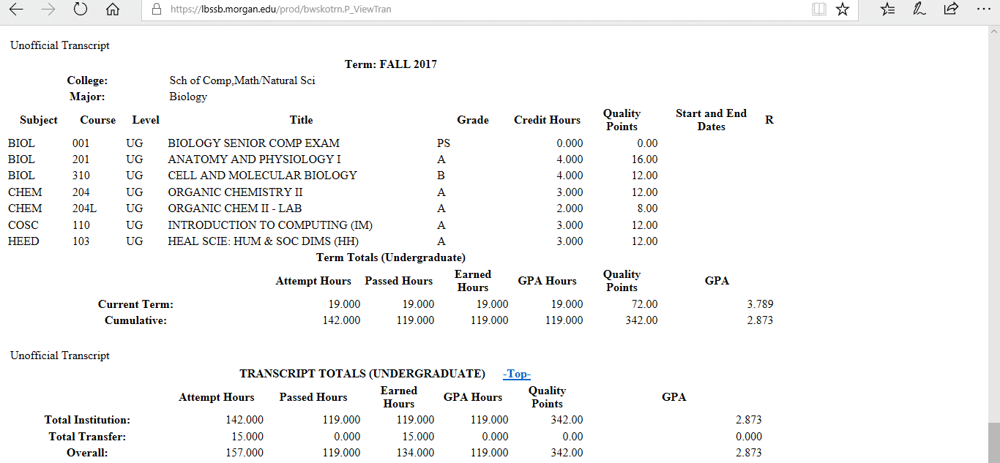 https://lbssb.morgan.edu/prod/bwskotrn.P_ViewTran
Unofficial Transcript
Term: FALL 2017
College: Sch of Comp,Math/Natural Sci
Major: Biology
Subject Course Level Title Grade Credit Hours Quality Points Start and End Dates R
BIOL 001 UG BIOLOGY SENIOR COMP EXAM PS 0.000 0.00
BIOL 201 UG ANATOMY AND PHYSIOLOGY I A 4.000 16.00
BIOL 310 UG CELL AND MOLECULAR BIOLOGY B 4.000 12.00
CHEM 204 UG ORGANIC CHEMISTRY II A 3.000 12.00
CHEM 204L UG ORGANIC CHEM II - LAB A 2.000 8.00
COSC 110 UG INTRODUCTION TO COMPUTING (IM) A 3.000 12.00
HEED 103 UG HEAL SCIE: HUM & SOC DIMS (HH) A 3.000 12.00
Term Totals (Undergraduate)
Attempt Hours Passed Hours Earned Hours GPA Hours Quality Points GPA
Current Term: 19.000 19.000 19.000 19.000 72.00 3.789
Cumulative: 142.000 119.000 119.000 119.000 342.00 2.873
Unofficial Transcript
TRANSCRIPT TOTALS (UNDERGRADUATE) -Top-
Attempt Hours Passed Hours Earned Hours GPA Hours Quality Points GPA
Total Institution: 142.000 119.000 119.000 119.000 342.00 2.873
Total Transfer: 15.000 0.000 15.000 0.000 0.00 0.000
Overall: 157.000 119.000 134.000 119.000 342.00 2.873